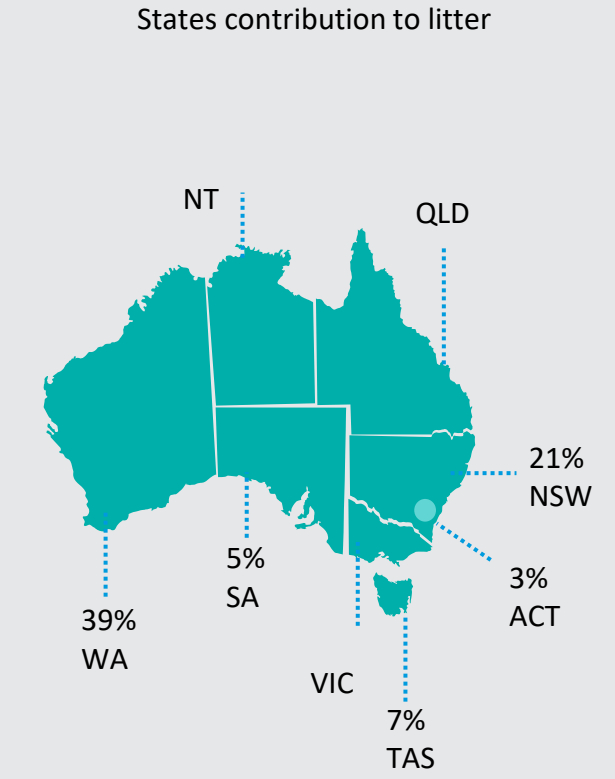 States contribution to litter
NT
QLD
21%
NSW
5%
SA
3%
ACT
39%
WA
VIC
7%
TAS